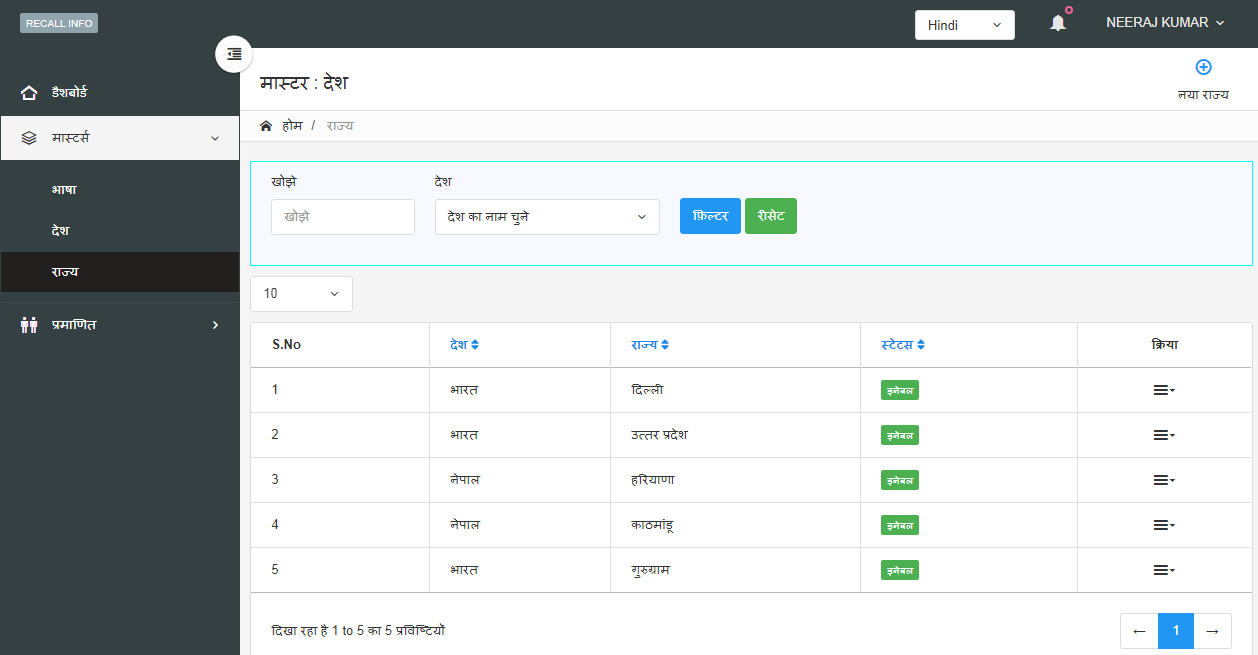 RECALL INFO
Hindi
NEERAJ KUMAR
डैशबोर्ड
मास्टर्स
भाषा
देश
राज्य
प्रमाणित
मास्टर : देश
नया राज्य
होम / राज्य
खोझे देश
खोझे देश का नाम चुने फ़िल्टर रीसेट
10
S.No देश राज्य स्टेटस क्रिया
1 भारत दिल्ली इनेबल
2 भारत उत्तर प्रदेश इनेबल
3 नेपाल हरियाणा इनेबल
4 नेपाल काठमांडू इनेबल
5 भारत गुरुग्राम इनेबल
दिखा रहा है 1 to 5 का 5 प्रविष्टियों
← 1 →